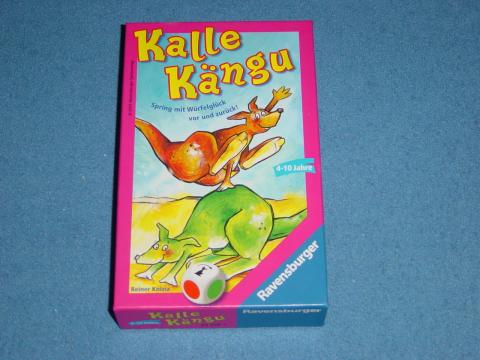 Kalle
Kängu
Spring mit Würfelglück
vor und zurück!
4-10 Jahre
Reiner Knizia
Ravensburger
Kalle
Kängu
Ravensburger